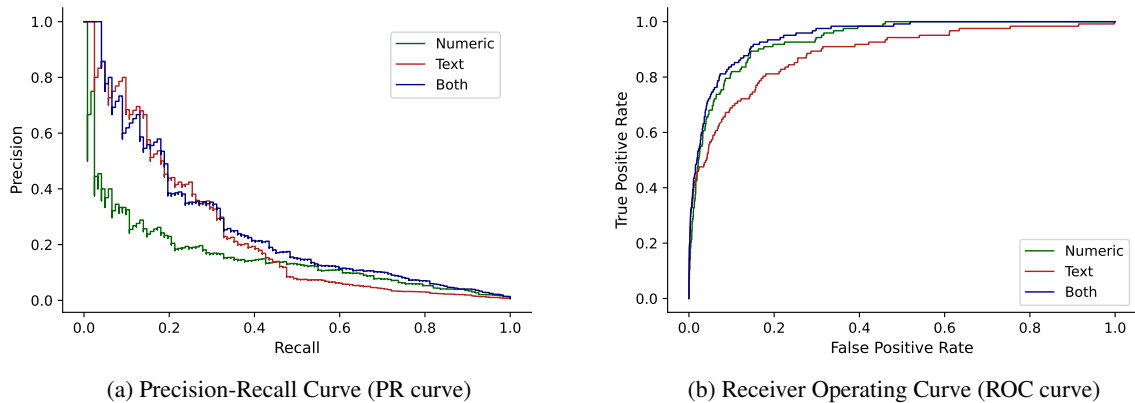 1.0
0.8
0.6
0.4
0.2
0.0
Precision
0.0 0.2 0.4 0.6 0.8 1.0
Recall
Numeric
Text
Both
(a) Precision-Recall Curve (PR curve)
1.0
0.8
0.6
0.4
0.2
0.0
True Positive Rate
0.0 0.2 0.4 0.6 0.8 1.0
False Positive Rate
Numeric
Text
Both
(b) Receiver Operating Curve (ROC curve)